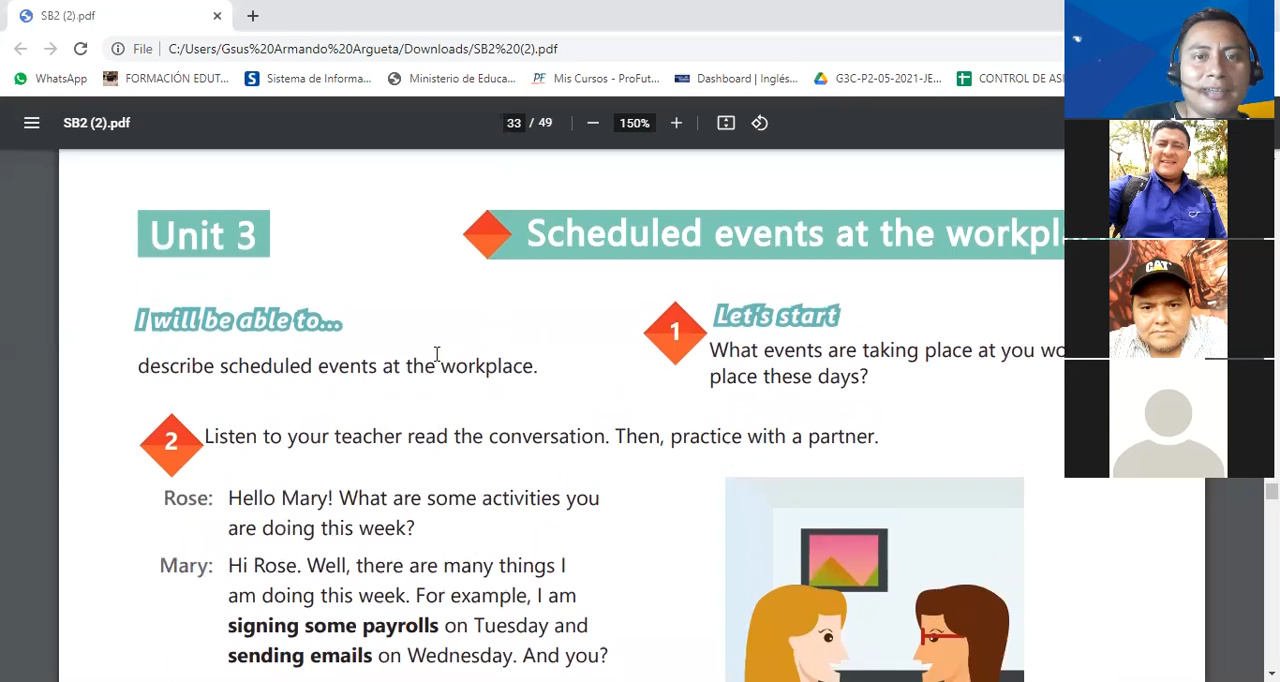 SB2 (2).pdf
File
C:/Users/Gsus%20Armando%20Argueta/Downloads/SB2%20(2).pdf
WhatsApp
FORMACIÓN EDUT...
Sistema de Informa...
Ministerio de Educa...
PF Mis Cursos - ProFut...
Dashboard | Inglés...
G3C-P2-05-2021-JE...
CONTROL DE ASI
SB2 (2).pdf
33 / 49
150%
Unit 3
Scheduled events at the workpl
I will be able to...
describe scheduled events at the workplace.
1
Let's start
What events are taking place at you wo
place these days?
2
Listen to your teacher read the conversation. Then, practice with a partner.
Rose: Hello Mary! What are some activities you
are doing this week?
Mary: Hi Rose. Well, there are many things I
am doing this week. For example, I am
signing some payrolls on Tuesday and
sending emails on Wednesday. And you?
CAT